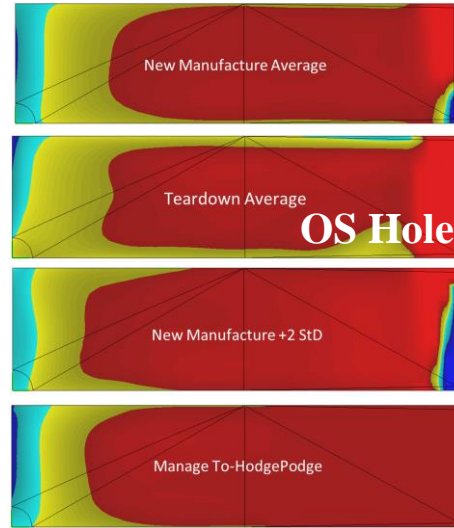 New Manufacture Average
Teardown Average
OS Hole
New Manufacture +2 StD
Manage To-HodgePodge